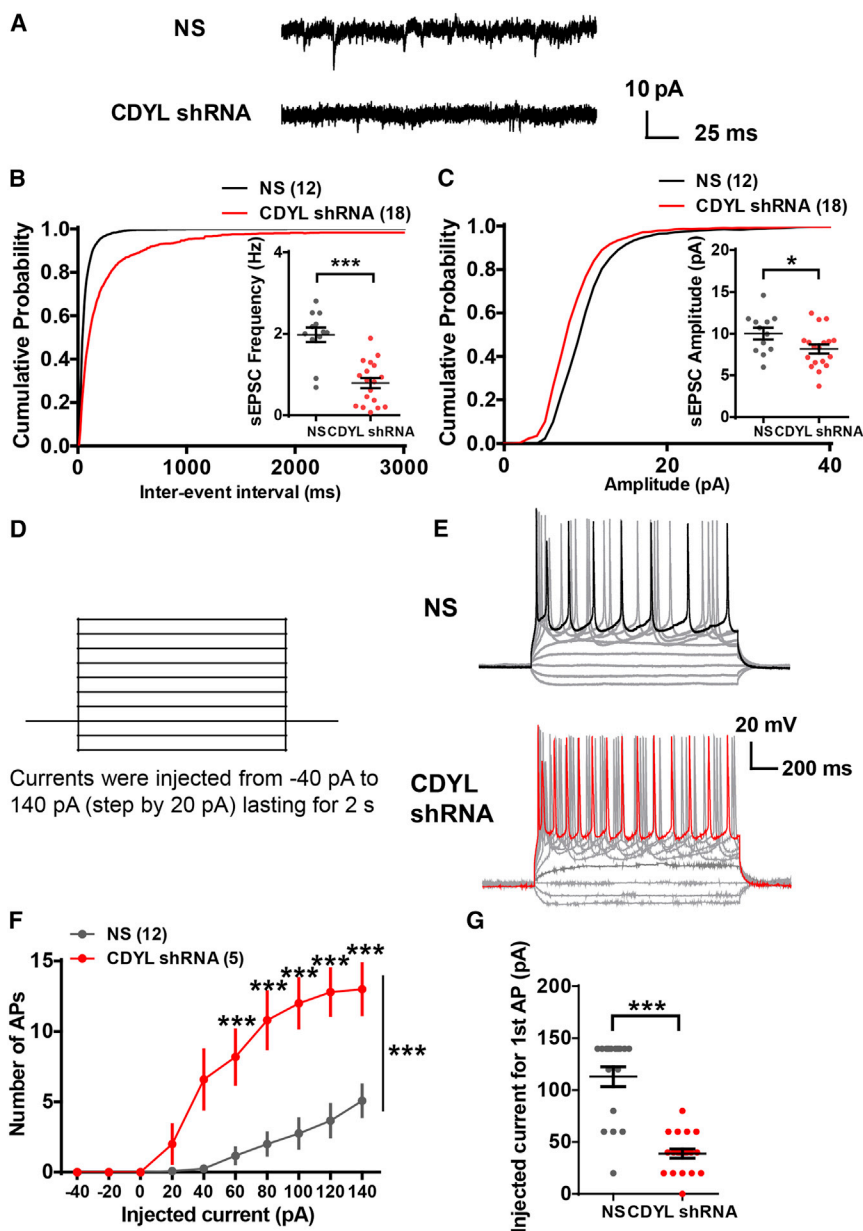 A
NS
CDYL shRNA
10 pA
25 ms
B
NS (12)
CDYL shRNA (18)
Cumulative Probability
1.0
0.8
0.6
0.4
0.2
0.0
0
1000
2000
3000
Inter-event interval (ms)
sEPSC Frequency (Hz)
4
2
0
***
NS
CDYL shRNA
C
NS (12)
CDYL shRNA (18)
Cumulative Probability
1.0
0.8
0.6
0.4
0.2
0.0
0
20
40
Amplitude (pA)
sEPSC Amplitude (pA)
20
15
10
5
0
*
NS
CDYL shRNA
D
Currents were injected from -40 pA to
140 pA (step by 20 pA) lasting for 2 s
E
NS
CDYL
shRNA
20 mV
200 ms
F
NS (12)
CDYL shRNA (5)
Number of APs
15
10
5
0
*** *** *** *** ***
***
-40 -20 0 20 40 60 80 100 120 140
Injected current (pA)
G
Injected current for 1st AP (pA)
200
150
100
50
0
***
NS
CDYL shRNA